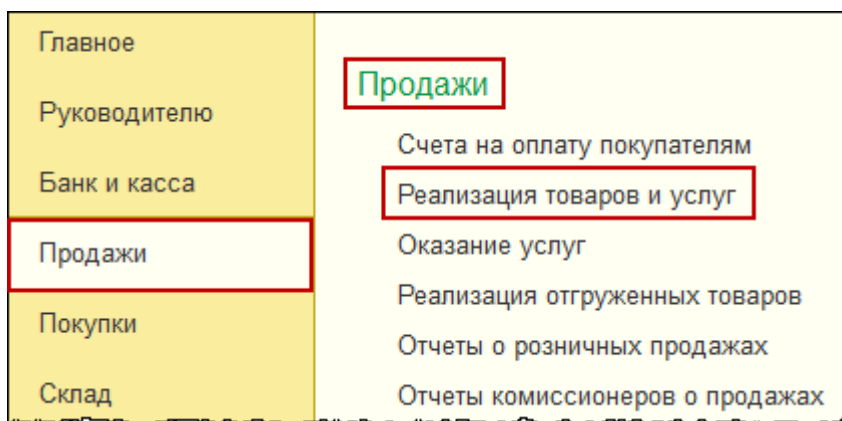 Главное
Руководителю
Банк и касса
Продажи
Покупки
Склад
Продажи
Счета на оплату покупателям
Реализация товаров и услуг
Оказание услуг
Реализация отгруженных товаров
Отчеты о розничных продажах
Отчеты комиссионеров о продажах